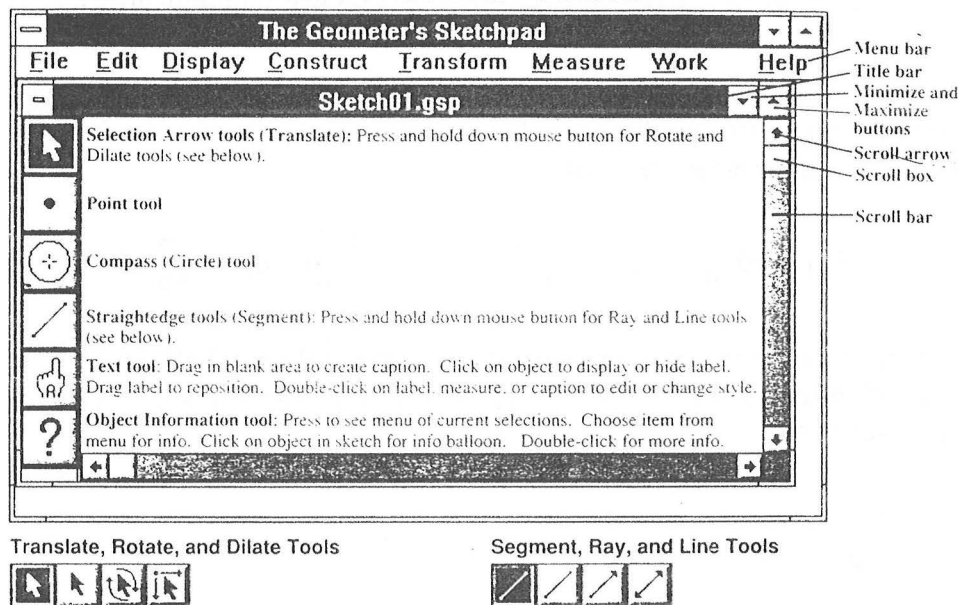 The Geometer's Sketchpad
File Edit Display Construct Transform Measure Work Help
Sketch01.gsp
Menu bar
Title bar
Minimize and
Maximize
buttons
Scroll arrow
Scroll box
Scroll bar
Selection Arrow tools (Translate): Press and hold down mouse button for Rotate and
Dilate tools (see below).
Point tool
Compass (Circle) tool
Straightedge tools (Segment): Press and hold down mouse button for Ray and Line tools
(see below).
Text tool: Drag in blank area to create caption. Click on object to display or hide label.
Drag label to reposition. Double-click on label, measure, or caption to edit or change style.
?
Object Information tool: Press to see menu of current selections. Choose item from
menu for info. Click on object in sketch for info balloon. Double-click for more info.
Translate, Rotate, and Dilate Tools
Segment, Ray, and Line Tools